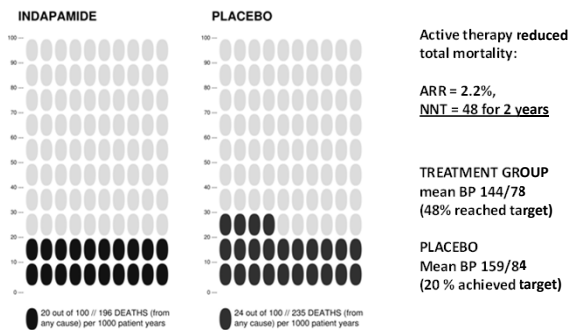 INDAPAMIDE
100
90
80
70
60
50
40
30
20
10
0
20 out of 100 // 196 DEATHS (from
any cause) per 1000 patient years
PLACEBO
100
90
80
70
60
50
40
30
20
10
0
24 out of 100 // 235 DEATHS (from
any cause) per 1000 patient years
Active therapy reduced
total mortality:
ARR = 2.2%,
NNT = 48 for 2 years
TREATMENT GROUP
mean BP 144/78
(48% reached target)
PLACEBO
Mean BP 159/84
(20 % achieved target)